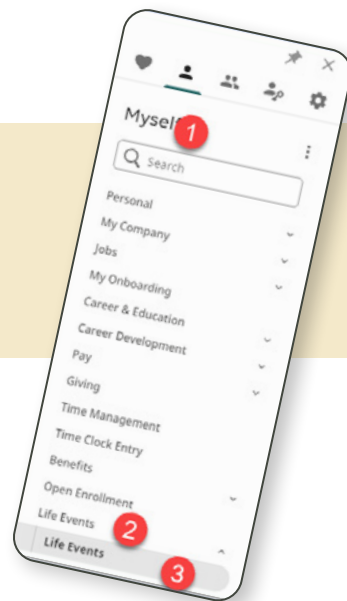 Myself 1
Search
Personal
My Company
Jobs
My Onboarding
Career & Education
Career Development
Pay
Giving
Time Management
Time Clock Entry
Benefits
Open Enrollment
Life Events 2
Life Events 3